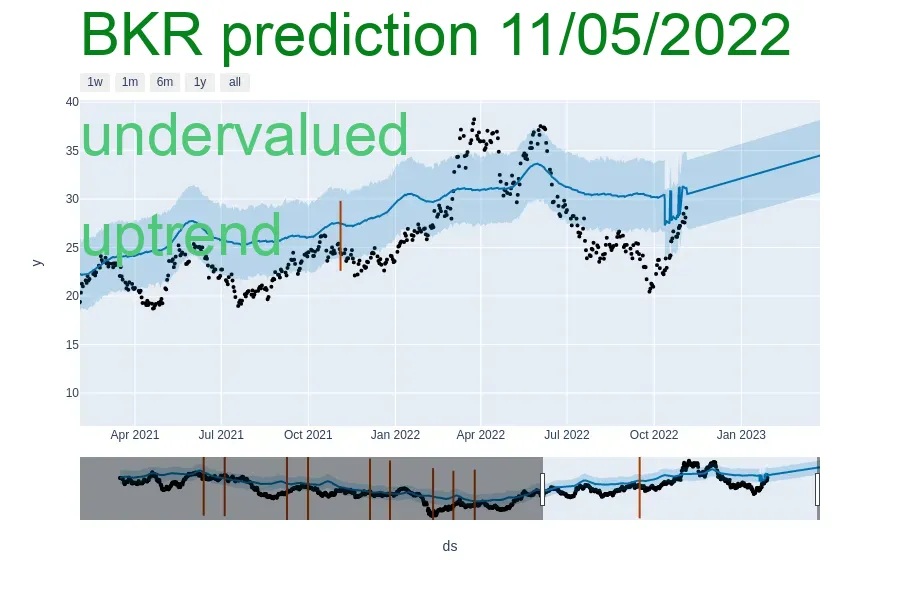 BKR prediction 11/05/2022
1w 1m 6m 1y all
undervalued
uptrend
40
35
30
25
20
15
10
y
Apr 2021 Jul 2021 Oct 2021 Jan 2022 Apr 2022 Jul 2022 Oct 2022 Jan 2023
ds